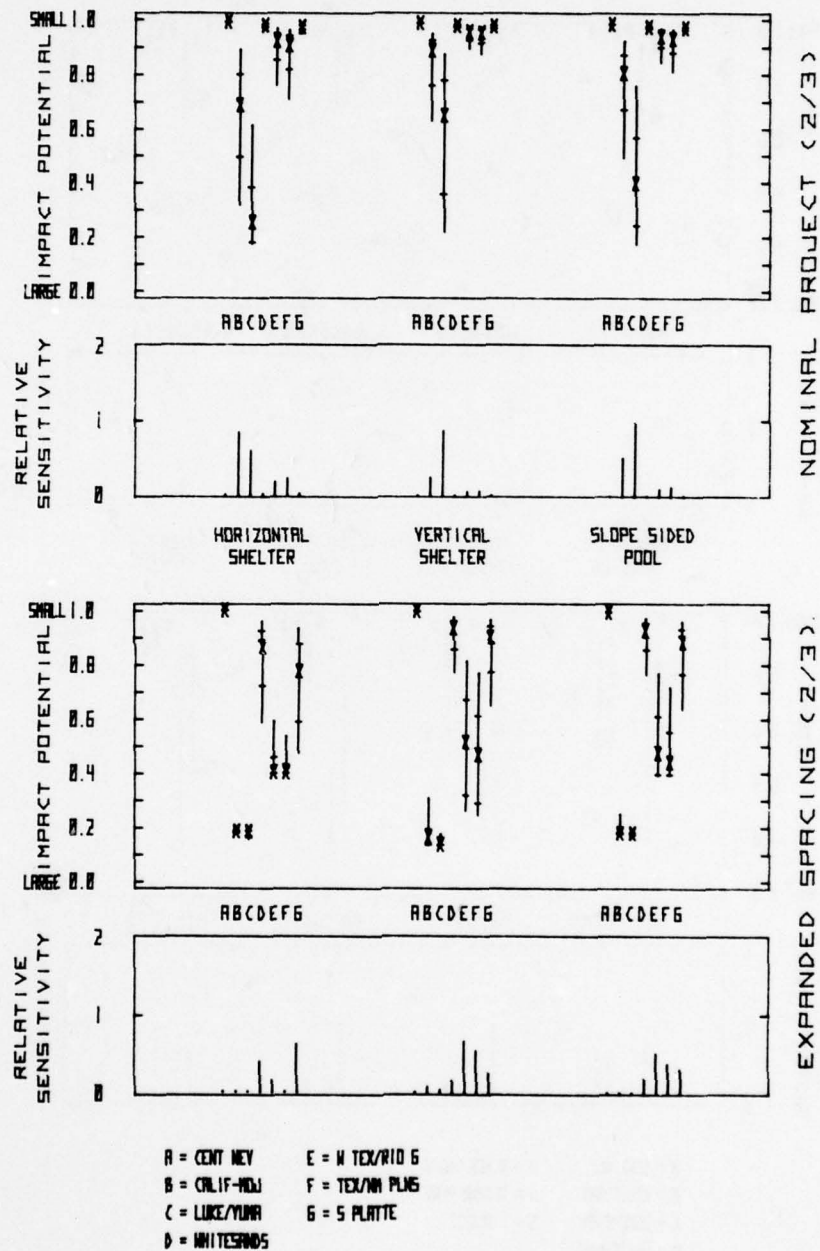 SMALL 1.0
0.8
0.6
0.4
0.2
LARGE 0.0
IMPACT POTENTIAL
ABCDEFG ABCDEFG ABCDEFG
NOMINAL PROJECT (2/3)
2
1
0
RELATIVE
SENSITIVITY
HORIZONTAL
SHELTER
VERTICAL
SHELTER
SLOPE SIDED
POOL
SMALL 1.0
0.8
0.6
0.4
0.2
LARGE 0.0
IMPACT POTENTIAL
ABCDEFG ABCDEFG ABCDEFG
EXPANDED SPACING (2/3)
2
1
0
RELATIVE
SENSITIVITY
A = CENT NEV
B = CALIF-MOJ
C = LUKE/YUMA
D = WHITESANDS
E = W TEX/RIO G
F = TEX/NM PLNS
G = S PLATTE